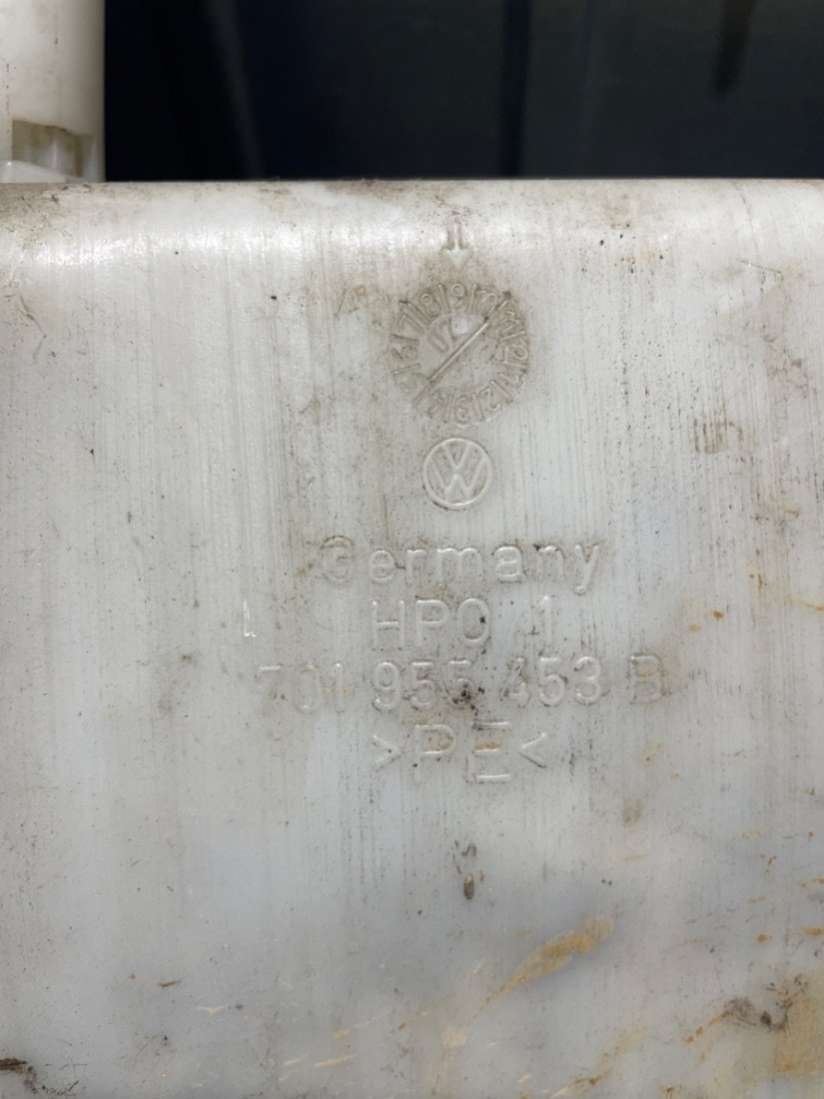 Germany
HPO 1
701 955 453 B
>PE<